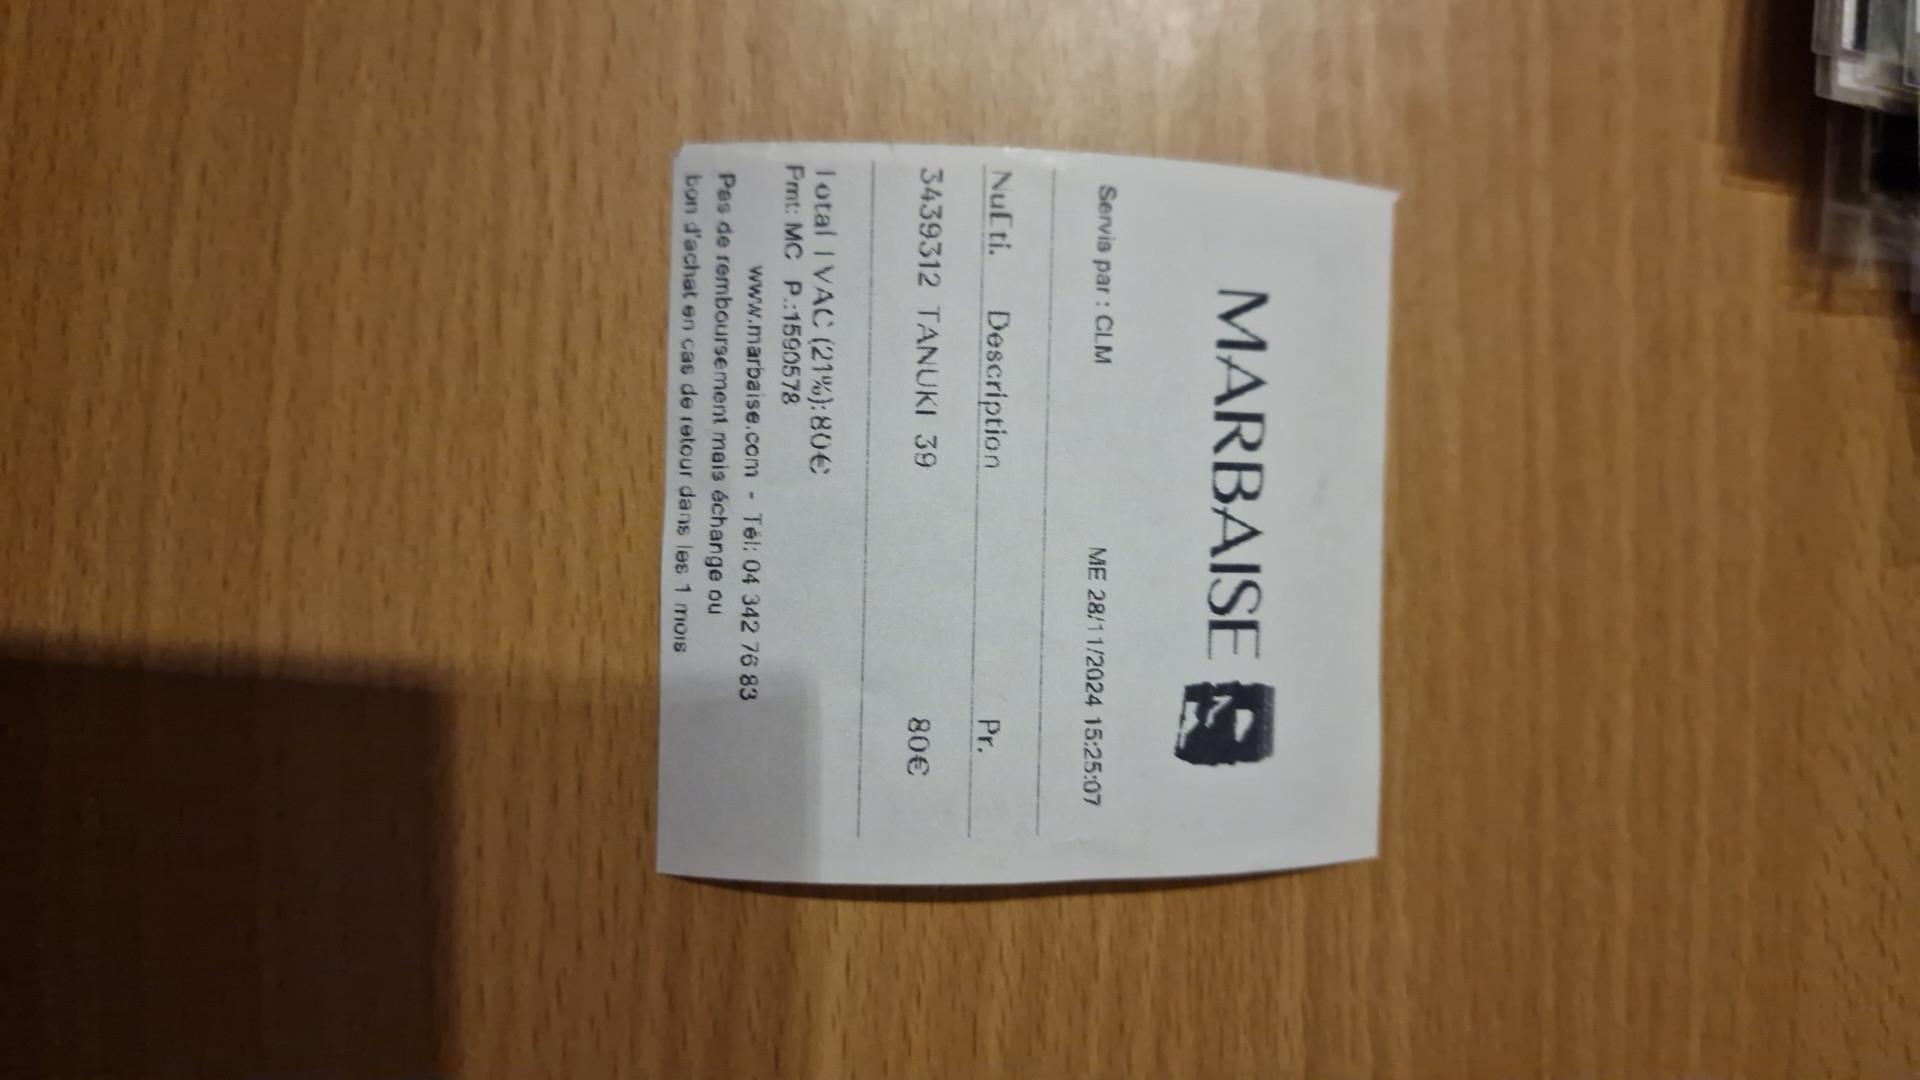 MARBAISE
Servis par : CLM ME 28/11/2024 15:25:07
NuEti. Description Pr.
3439312 TANUKI 39 80€
Total TVAC (21%): 80€
Pmt: MC P.:1590578
www.marbaise.com - Tél: 04 342 76 83
Pas de remboursement mais échange ou
bon d'achat en cas de retour dans les 1 mois